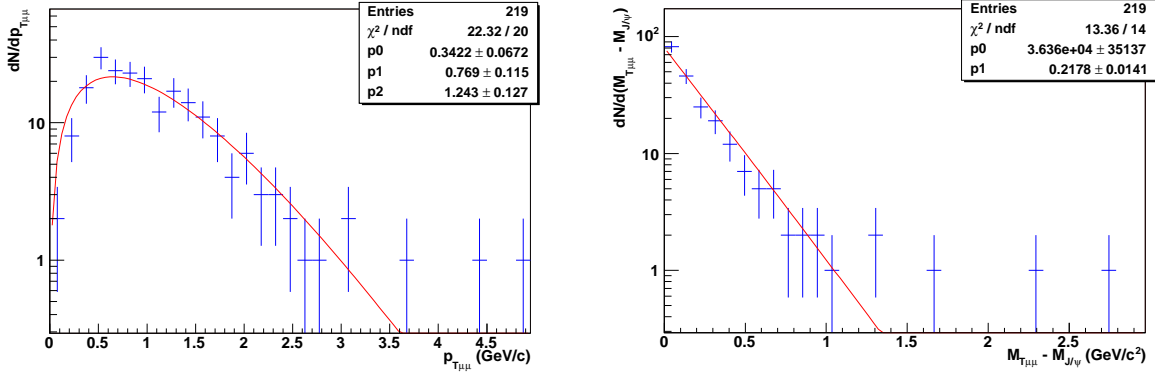 Entries 219
χ² / ndf 22.32 / 20
p0 0.3422 ± 0.0672
p1 0.769 ± 0.115
p2 1.243 ± 0.127
dN/dp_Tμμ
10
1
0 0.5 1 1.5 2 2.5 3 3.5 4 4.5
p_Tμμ (GeV/c)
Entries 219
χ² / ndf 13.36 / 14
p0 3.636e+04 ± 35137
p1 0.2178 ± 0.0141
dN/d(M_Tμμ - M_J/ψ)
10²
10
1
0 0.5 1 1.5 2 2.5
M_Tμμ - M_J/ψ (GeV/c²)